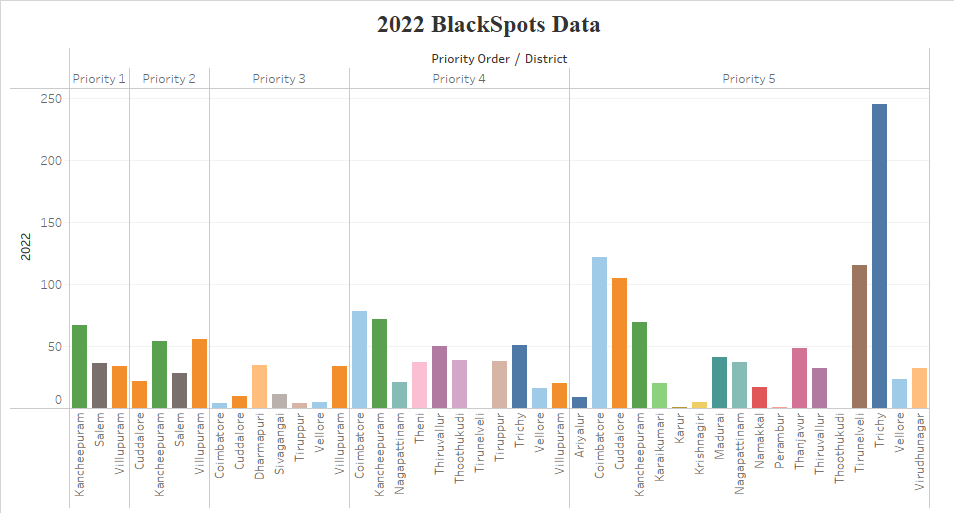 2022 BlackSpots Data
Priority Order / District
Priority 1
Priority 2
Priority 3
Priority 4
Priority 5
250
200
150
100
50
0
2022
Kancheepuram
Salem
Villupuram
Cuddalore
Kancheepuram
Salem
Villupuram
Coimbatore
Cuddalore
Dharmapuri
Sivagangai
Tiruppur
Vellore
Villupuram
Coimbatore
Kancheepuram
Nagapattinam
Theni
Thiruvallur
Thoothukudi
Tirunelveli
Tiruppur
Trichy
Vellore
Villupuram
Ariyalur
Coimbatore
Cuddalore
Kancheepuram
Karaikumari
Karur
Krishnagiri
Madurai
Nagapattinam
Namakkal
Perambur
Thanjavur
Thiruvallur
Thoothukudi
Tirunelveli
Trichy
Vellore
Virudhunagar